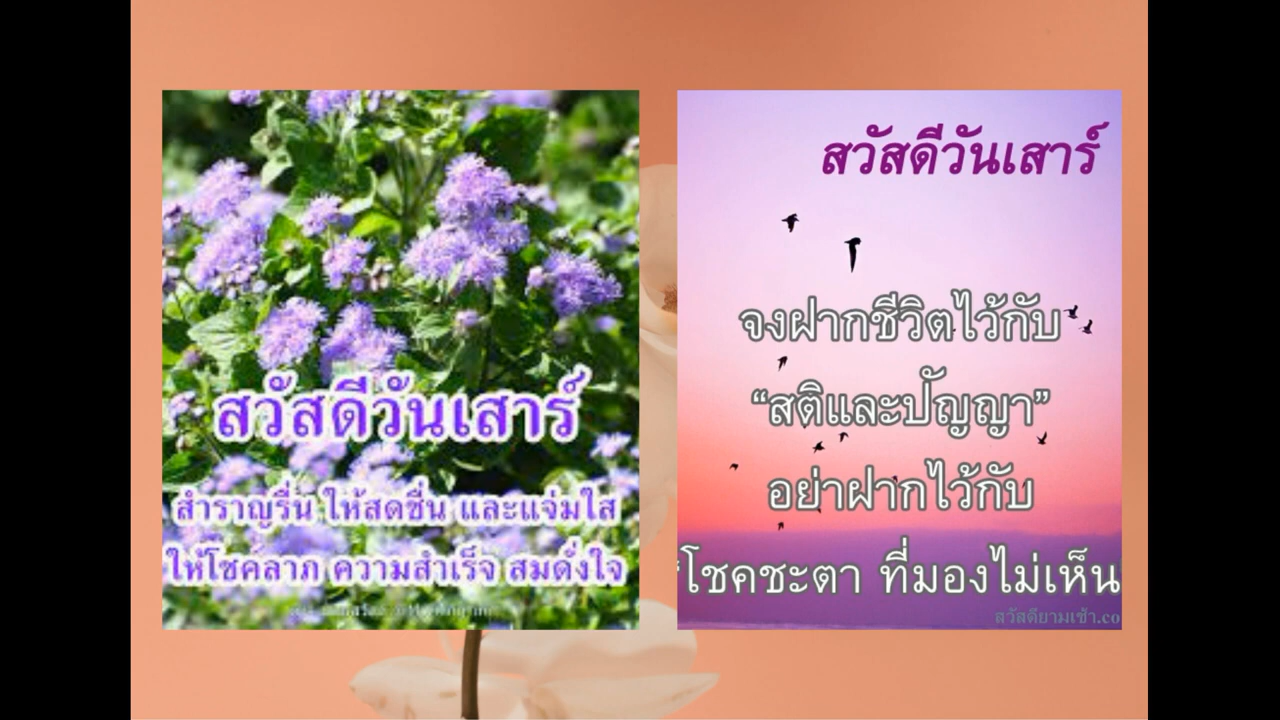 สวัสดีวันเสาร์
สำราญรื่น ให้สดชื่น และแจ่มใส
ให้โชคลาภ ความสำเร็จ สมดั่งใจ
สวัสดีวันเสาร์
จงฝากชีวิตไว้กับ
“สติและปัญญา”
อย่าฝากไว้กับ
“โชคชะตา ที่มองไม่เห็น
สวัสดียามเช้า.co